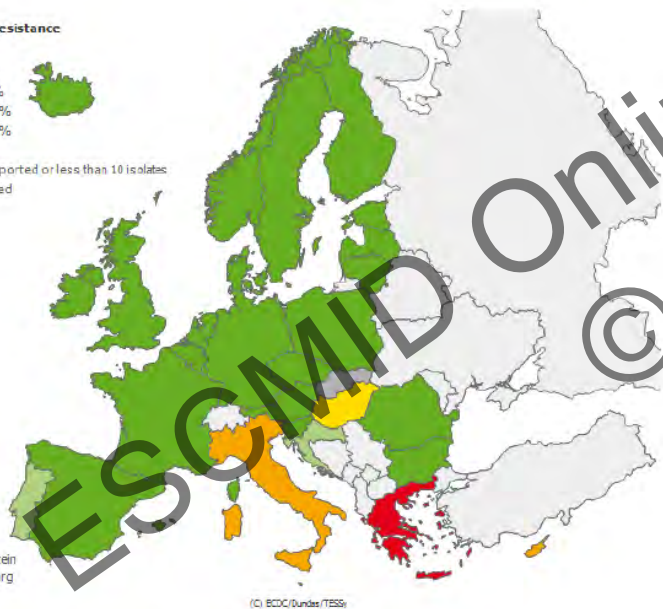 esistance
%
%
%
ported or less than 10 isolates
ed
ESCMID Onli
©
tein
rg
(C) ECDC/Dundas/TESSy